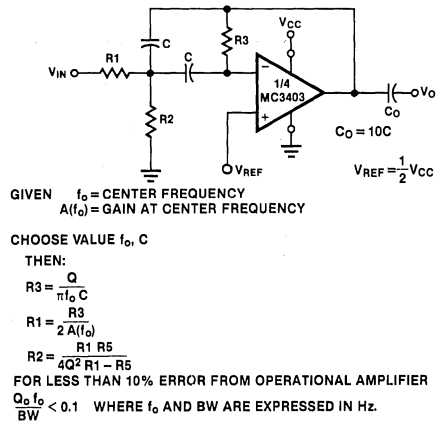 R1
C
C
R3
VCC
VIN
R2
−
+
1/4
MC3403
CO
VO
CO = 10C
VREF
VREF = 1/2 VCC
GIVEN fo = CENTER FREQUENCY
A(fo) = GAIN AT CENTER FREQUENCY
CHOOSE VALUE fo, C
THEN:
R3 = Q / πfo C
R1 = R3 / 2 A(fo)
R2 = R1 R5 / 4Q² R1 − R5
FOR LESS THAN 10% ERROR FROM OPERATIONAL AMPLIFIER
Qo fo / BW < 0.1 WHERE fo AND BW ARE EXPRESSED IN Hz.